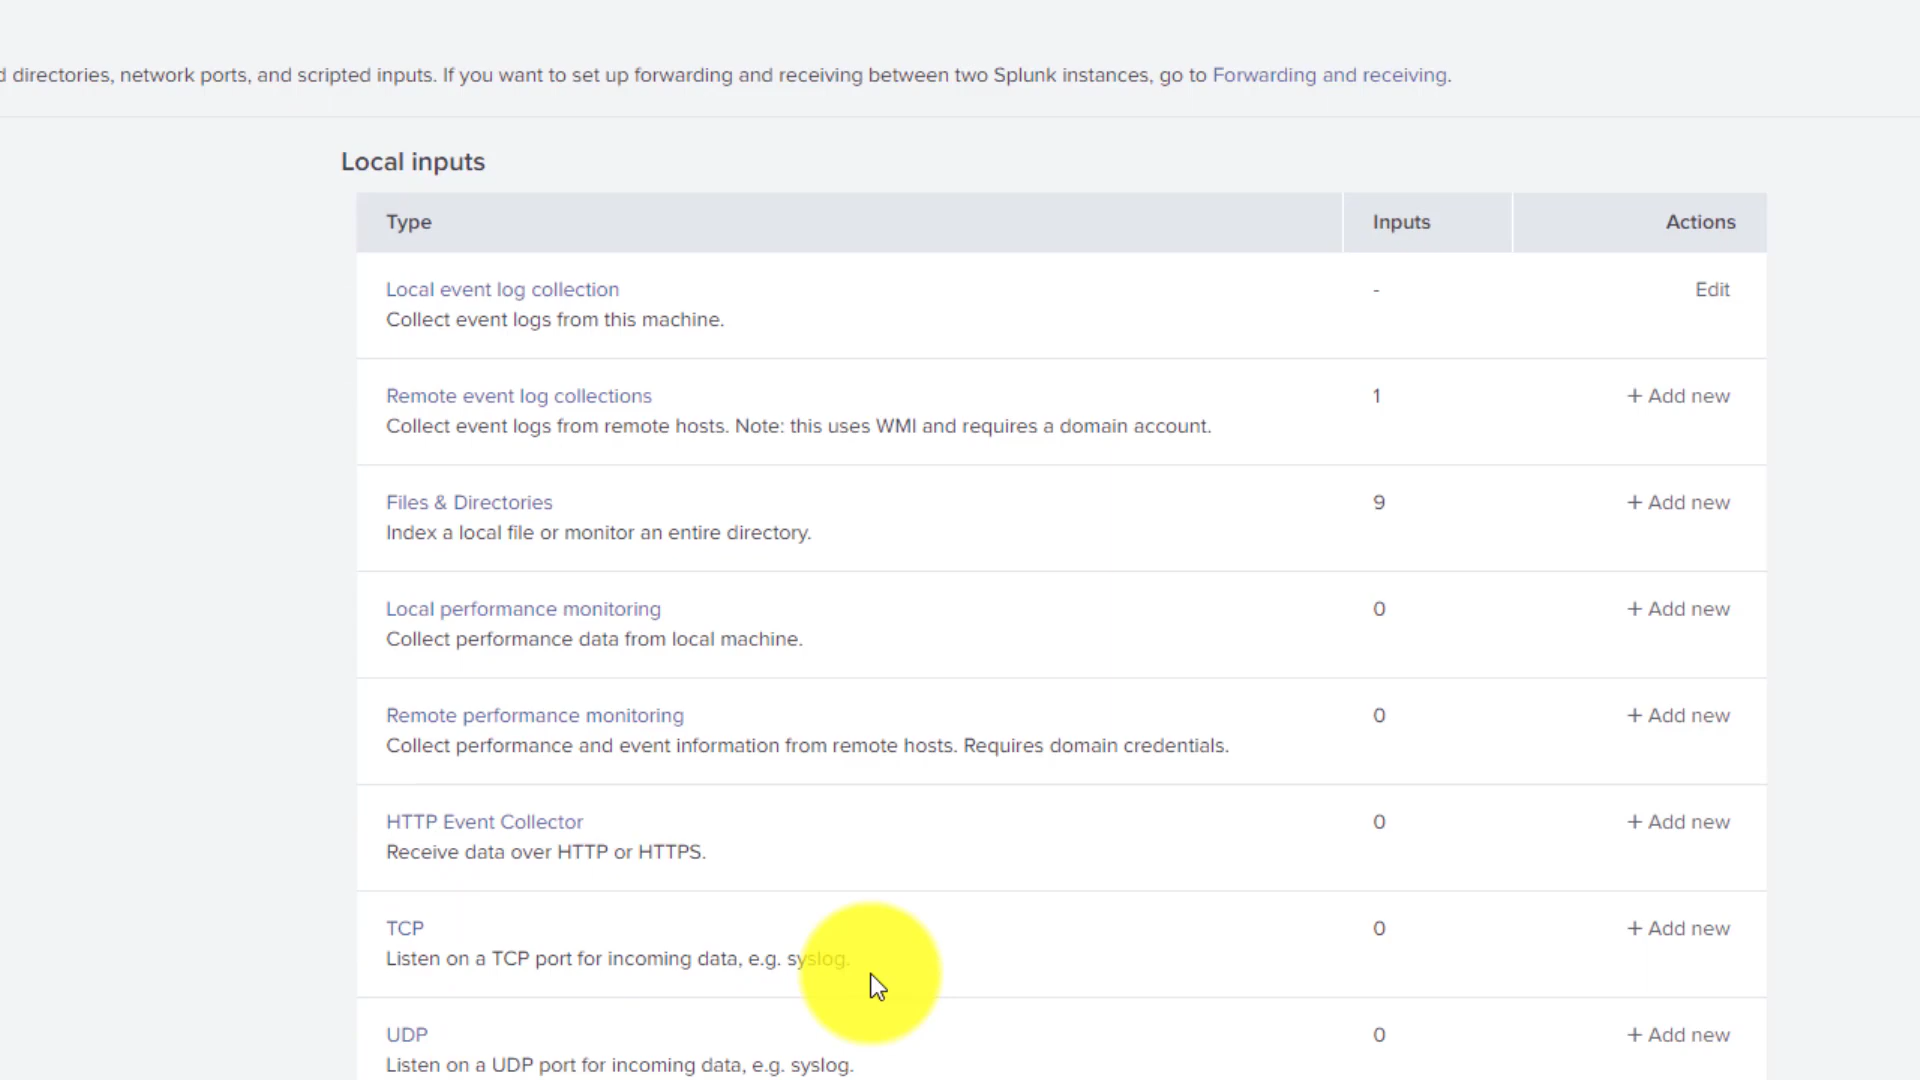 directories, network ports, and scripted inputs. If you want to set up forwarding and receiving between two Splunk instances, go to Forwarding and receiving.
Local inputs
Type Inputs Actions
Local event log collection - Edit
Collect event logs from this machine.
Remote event log collections 1 + Add new
Collect event logs from remote hosts. Note: this uses WMI and requires a domain account.
Files & Directories 9 + Add new
Index a local file or monitor an entire directory.
Local performance monitoring 0 + Add new
Collect performance data from local machine.
Remote performance monitoring 0 + Add new
Collect performance and event information from remote hosts. Requires domain credentials.
HTTP Event Collector 0 + Add new
Receive data over HTTP or HTTPS.
TCP 0 + Add new
Listen on a TCP port for incoming data, e.g. syslog.
UDP 0 + Add new
Listen on a UDP port for incoming data, e.g. syslog.